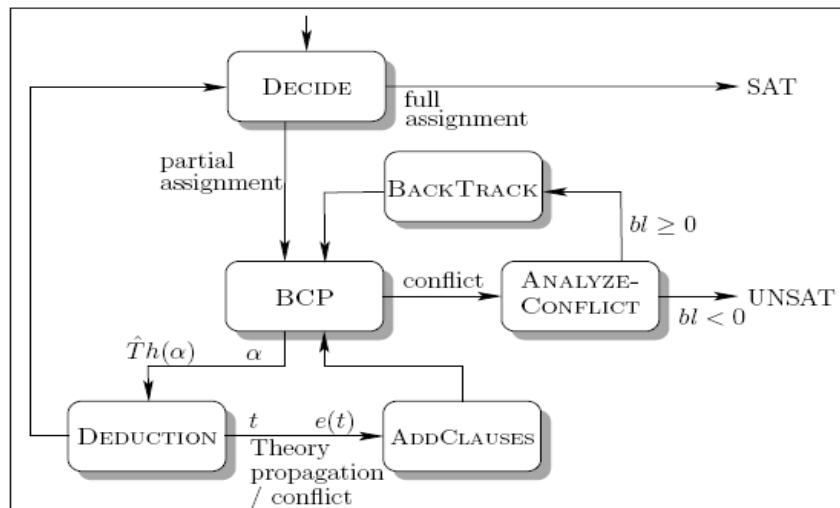 DECIDE
SAT
full
assignment
partial
assignment
BACKTRACK
bl ≥ 0
BCP
conflict
ANALYZE-
CONFLICT
UNSAT
bl < 0
T̂h(α) α
DEDUCTION
t e(t)
ADDCLAUSES
Theory
propagation
/ conflict